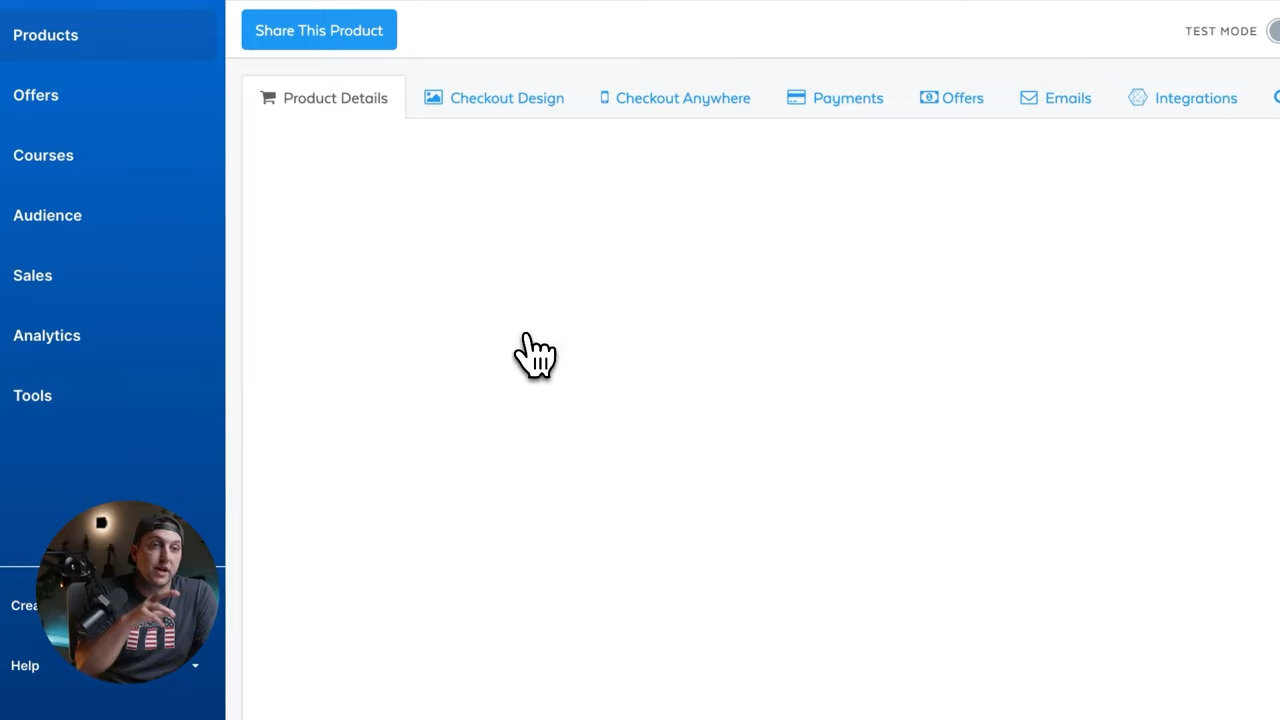 Products
Offers
Courses
Audience
Sales
Analytics
Tools
Help
Share This Product
TEST MODE
Product Details
Checkout Design
Checkout Anywhere
Payments
Offers
Emails
Integrations